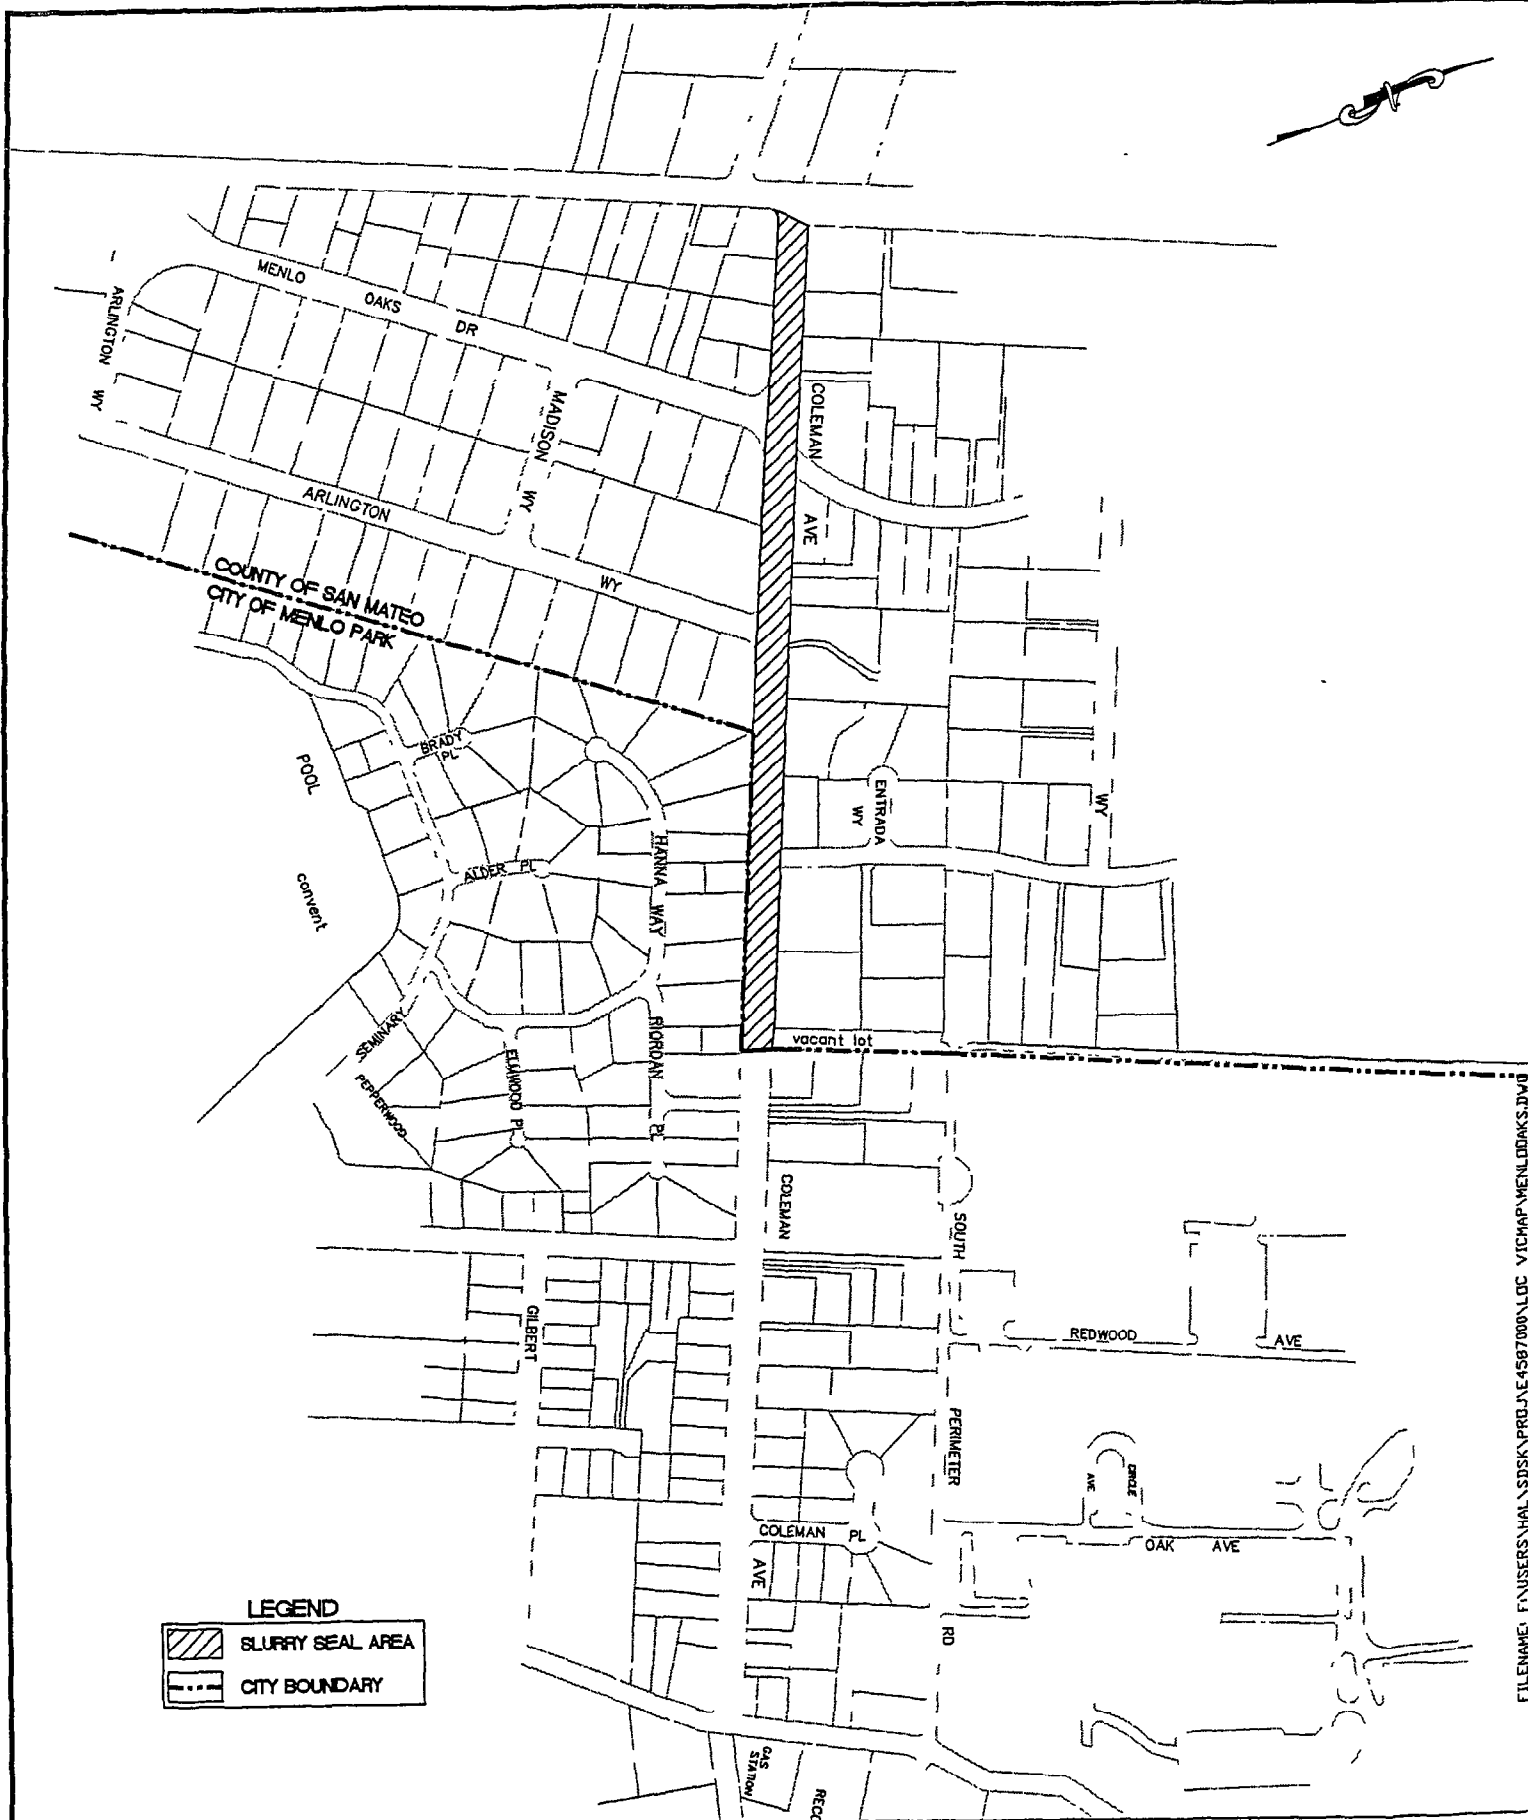 MENLO OAKS DR
ARLINGTON WY
MADISON WY
COLEMAN AVE
ARLINGTON WY
COUNTY OF SAN MATEO
CITY OF MENLO PARK
BRADY PL
POOL
ENTRADA WY
WY
HANNA WAY
ALDER PL
convent
SEMINARY
RIORDAN PL
vacant lot
ELMWOOD PL
PEPPERWOOD
COLEMAN AVE
SOUTH PERIMETER RD
GILBERT
REDWOOD AVE
CIRCLE AVE
COLEMAN PL
OAK AVE
LEGEND
SLURRY SEAL AREA
CITY BOUNDARY
GAS STATION